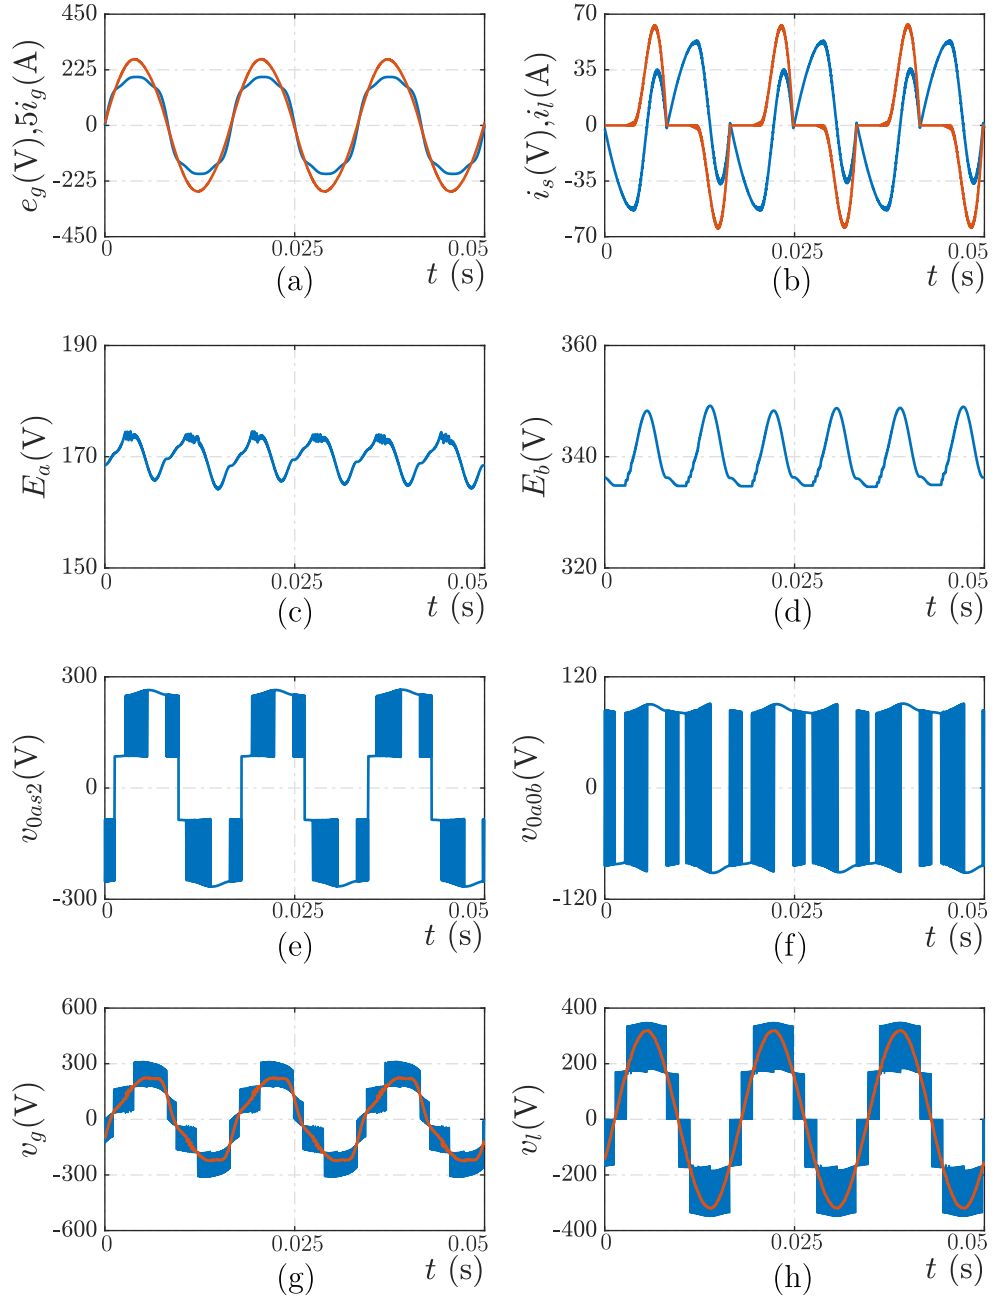 450
225
0
-225
-450
e_g(V),5i_g(A)
0
0.025
0.05
t (s)
(a)
70
35
0
-35
-70
i_s(V),i_l(A)
0
0.025
0.05
t (s)
(b)
190
170
150
E_a(V)
0
0.025
0.05
t (s)
(c)
360
340
320
E_b(V)
0
0.025
0.05
t (s)
(d)
300
0
-300
v_{0as2}(V)
0
0.025
0.05
t (s)
(e)
120
0
-120
v_{0a0b}(V)
0
0.025
0.05
t (s)
(f)
600
300
0
-300
-600
v_g(V)
0
0.025
0.05
t (s)
(g)
400
200
0
-200
-400
v_l(V)
0
0.025
0.05
t (s)
(h)